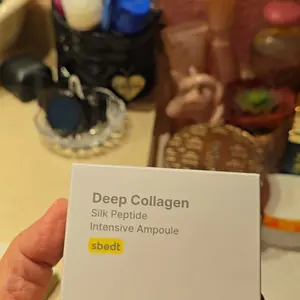 Deep Collagen
Silk Peptide
Intensive Ampoule
sbedt